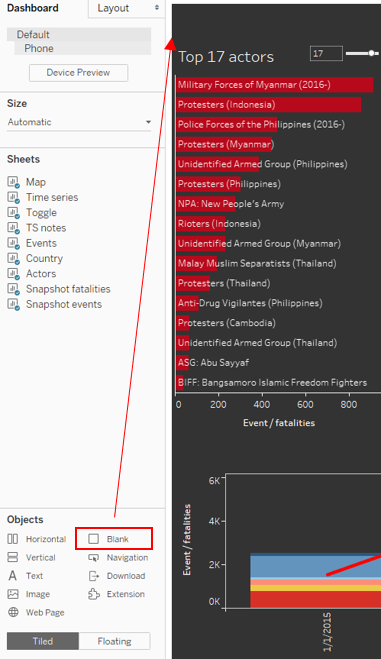 Dashboard Layout
Default
Phone
Device Preview
Size
Automatic
Sheets
Map
Time series
Toggle
TS notes
Events
Country
Actors
Snapshot fatalities
Snapshot events
Objects
Horizontal Blank
Vertical Navigation
Text Download
Image Extension
Web Page
Tiled Floating
Top 17 actors 17
Military Forces of Myanmar (2016-)
Protesters (Indonesia)
Police Forces of the Philippines (2016-)
Protesters (Myanmar)
Unidentified Armed Group (Philippines)
Protesters (Philippines)
NPA: New People's Army
Rioters (Indonesia)
Unidentified Armed Group (Myanmar)
Malay Muslim Separatists (Thailand)
Protesters (Thailand)
Anti-Drug Vigilantes (Philippines)
Protesters (Cambodia)
Unidentified Armed Group (Thailand)
ASG: Abu Sayyaf
BIFF: Bangsamoro Islamic Freedom Fighters
0 200 400 600 800
Event / fatalities
6K
4K
2K
0K
Event / fatalities
1/1/2015